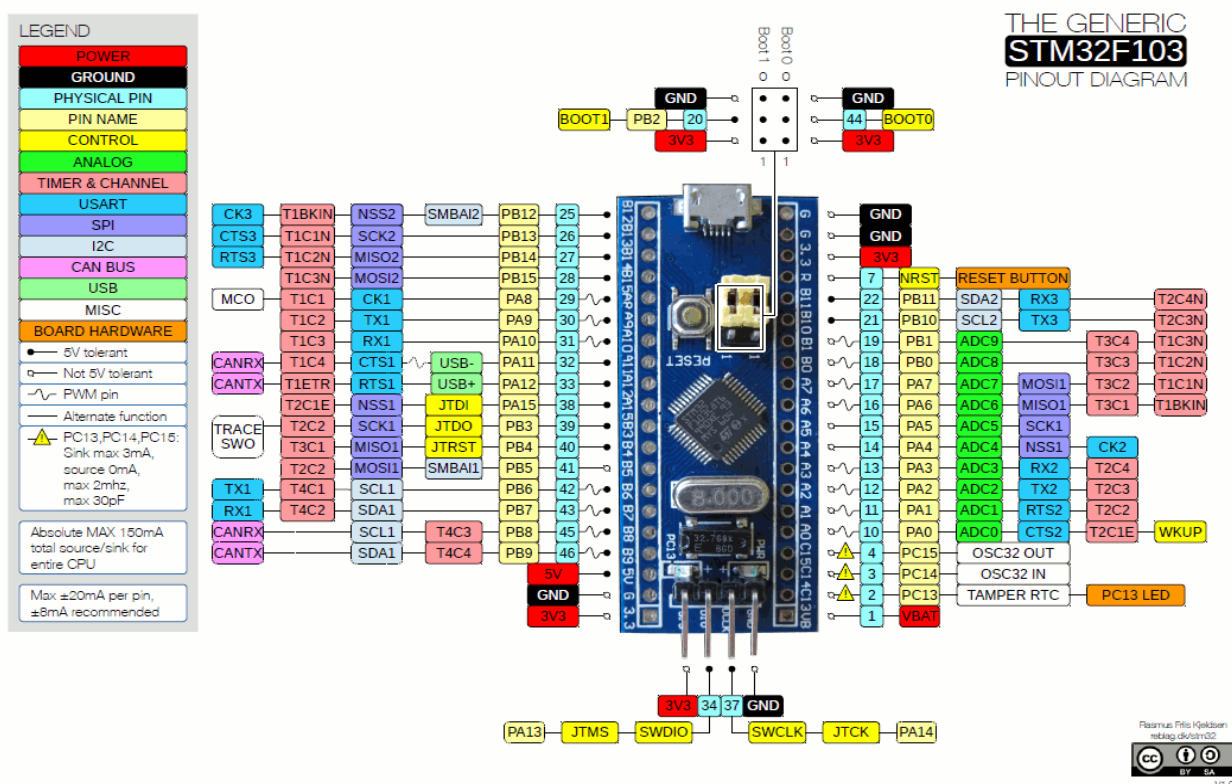 LEGEND
POWER
GROUND
PHYSICAL PIN
PIN NAME
CONTROL
ANALOG
TIMER & CHANNEL
USART
SPI
I2C
CAN BUS
USB
MISC
BOARD HARDWARE
5V tolerant
Not 5V tolerant
PWM pin
Alternate function
PC13,PC14,PC15:
Sink max 3mA,
source 0mA,
max 2mhz,
max 30pF
Absolute MAX 150mA
total source/sink for
entire CPU
Max ±20mA per pin,
±8mA recommended
THE GENERIC
STM32F103
PINOUT DIAGRAM
Boot1 Boot0
GND GND
BOOT1 PB2 20 44 BOOT0
3V3 3V3
1 1
CK3 T1BKIN NSS2 SMBAI2 PB12 25
CTS3 T1C1N SCK2 PB13 26
RTS3 T1C2N MISO2 PB14 27
T1C3N MOSI2 PB15 28
MCO T1C1 CK1 PA8 29
T1C2 TX1 PA9 30
T1C3 RX1 PA10 31
CANRX T1C4 CTS1 USB- PA11 32
CANTX T1ETR RTS1 USB+ PA12 33
T2C1E NSS1 JTDI PA15 38
TRACE SWO
T2C2 SCK1 JTDO PB3 39
T3C1 MISO1 JTRST PB4 40
T2C2 MOSI1 SMBAI1 PB5 41
TX1 T4C1 SCL1 PB6 42
RX1 T4C2 SDA1 PB7 43
CANRX SCL1 T4C3 PB8 45
CANTX SDA1 T4C4 PB9 46
5V
GND
3V3
GND
GND
3V3
7 NRST RESET BUTTON
22 PB11 SDA2 RX3 T2C4N
21 PB10 SCL2 TX3 T2C3N
19 PB1 ADC9 T3C4 T1C3N
18 PB0 ADC8 T3C3 T1C2N
17 PA7 ADC7 MOSI1 T3C2 T1C1N
16 PA6 ADC6 MISO1 T3C1 T1BKIN
15 PA5 ADC5 SCK1
14 PA4 ADC4 NSS1 CK2
13 PA3 ADC3 RX2 T2C4
12 PA2 ADC2 TX2 T2C3
11 PA1 ADC1 RTS2 T2C2
10 PA0 ADC0 CTS2 T2C1E WKUP
4 PC15 OSC32 OUT
3 PC14 OSC32 IN
2 PC13 TAMPER RTC PC13 LED
1 VBAT
RESET
8.000
32.768k
PC13 PWR
3V3 34 37 GND
PA13 JTMS SWDIO SWCLK JTCK PA14
Rasmus Friis Kjeldsen
reblag.dk/stm32
CC BY SA